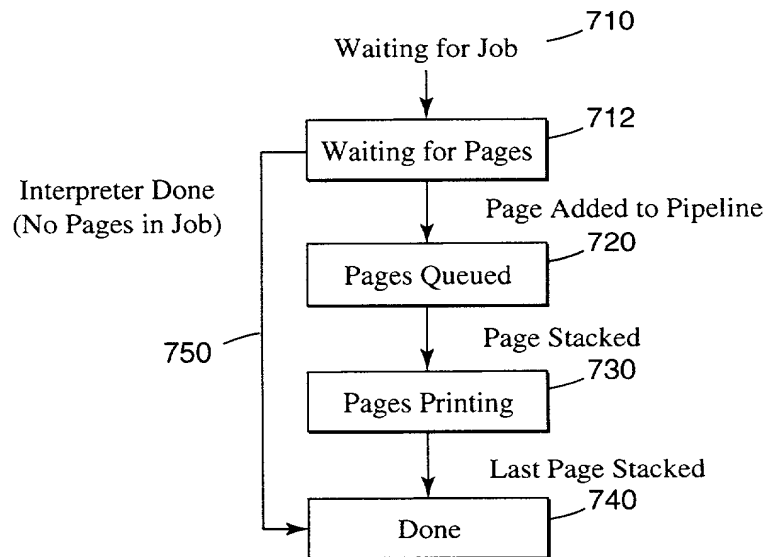 710
Waiting for Job
712
Waiting for Pages
Interpreter Done
(No Pages in Job)
Page Added to Pipeline
720
Pages Queued
750
Page Stacked
730
Pages Printing
Last Page Stacked
740
Done